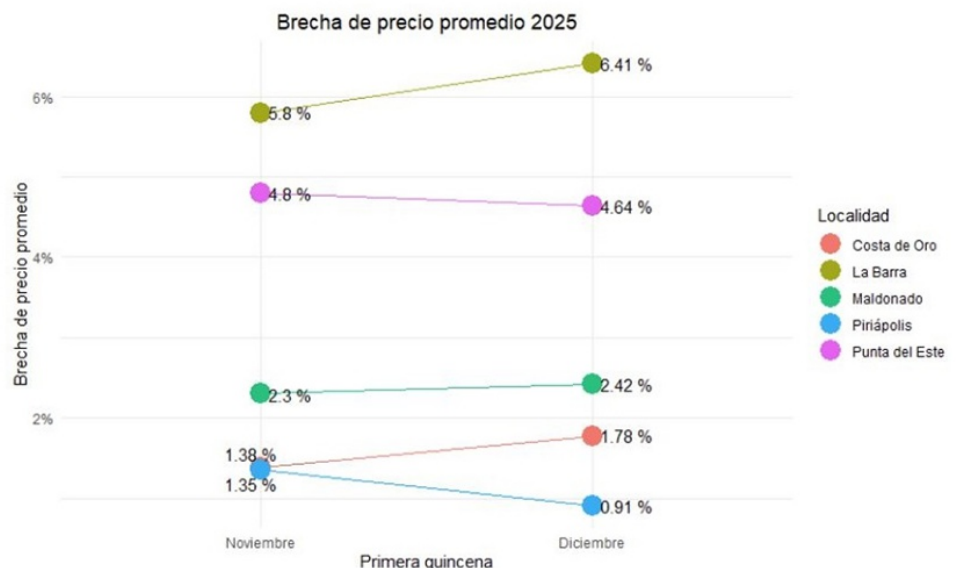 Brecha de precio promedio 2025
6.41 %
6%
5.8 %
4.8 %
4.64 %
4%
2.3 %
2.42 %
2%
1.78 %
1.38 %
1.35 %
0.91 %
Brecha de precio promedio
Noviembre
Diciembre
Primera quincena
Localidad
Costa de Oro
La Barra
Maldonado
Piriápolis
Punta del Este